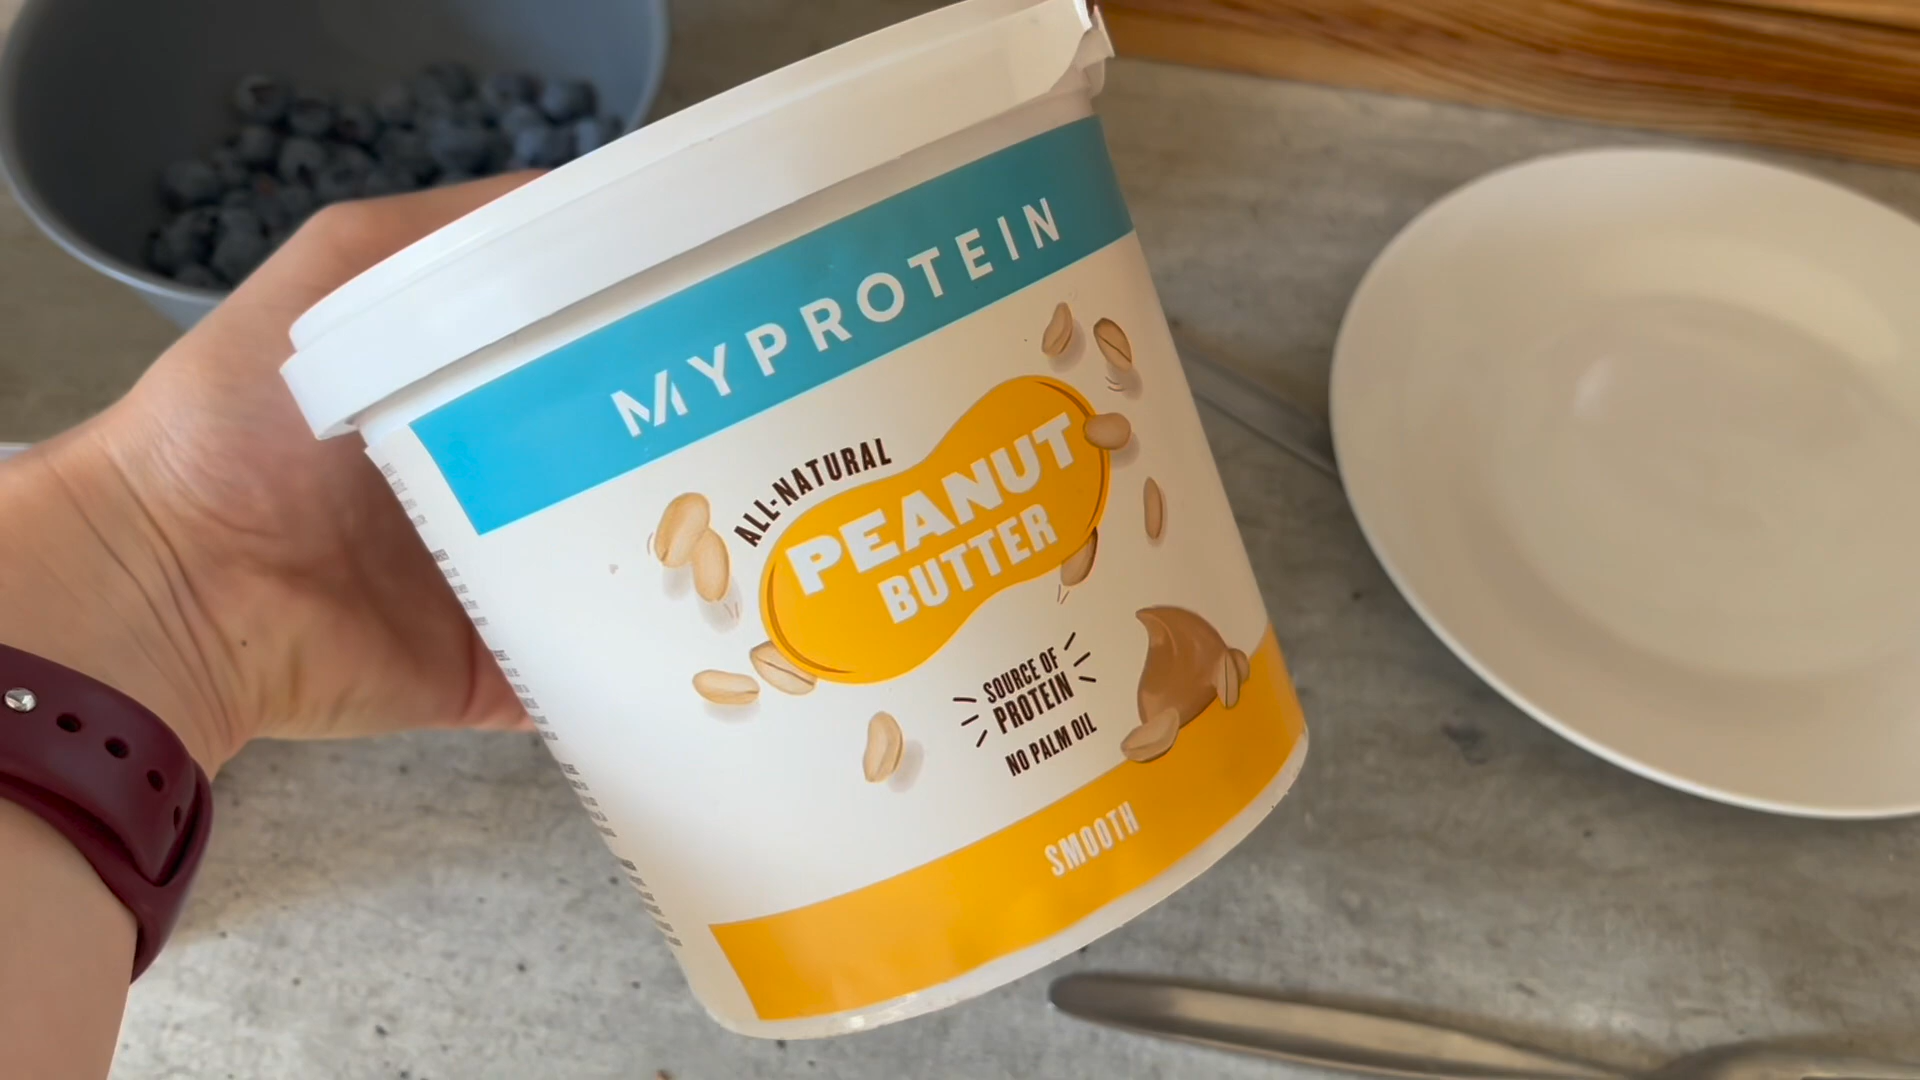 MYPROTEIN
ALL-NATURAL
PEANUT
BUTTER
SOURCE OF
PROTEIN
NO PALM OIL
SMOOTH